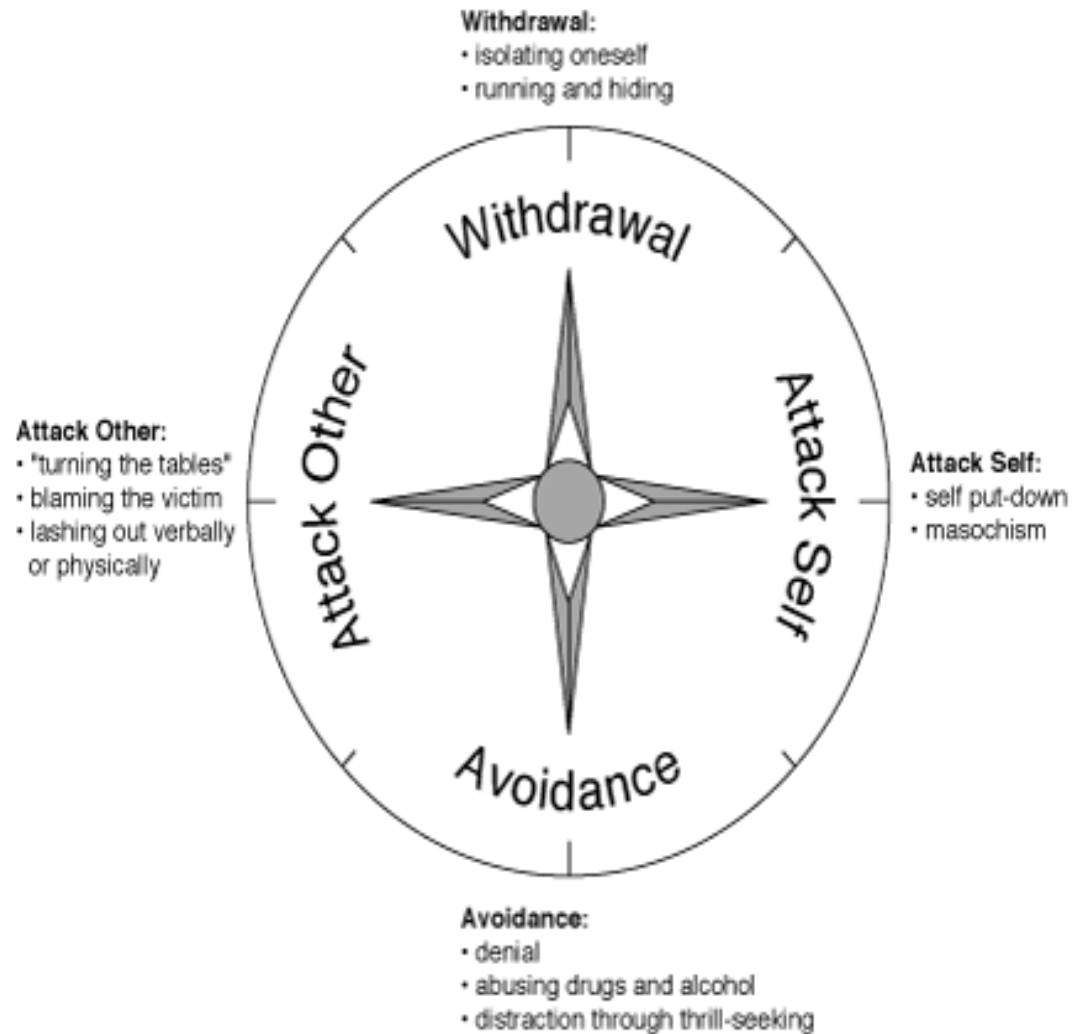 Withdrawal:
• isolating oneself
• running and hiding
Withdrawal
Attack Other
Attack Self
Avoidance
Attack Other:
• "turning the tables"
• blaming the victim
• lashing out verbally
or physically
Attack Self:
• self put-down
• masochism
Avoidance:
• denial
• abusing drugs and alcohol
• distraction through thrill-seeking